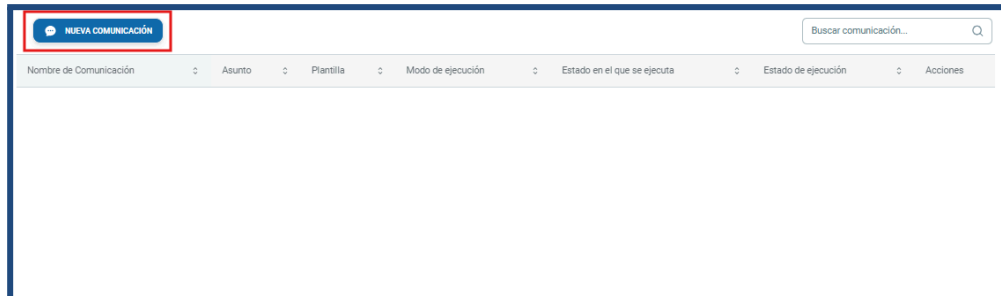 NUEVA COMUNICACIÓN
Buscar comunicación...
Nombre de Comunicación Asunto Plantilla Modo de ejecución Estado en el que se ejecuta Estado de ejecución Acciones